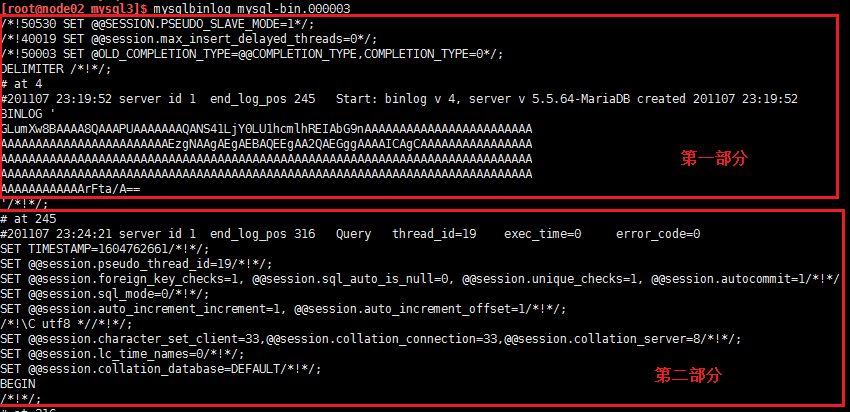 [root@node02 mysql3]$ mysqlbinlog mysql-bin.000003
/*!50530 SET @@SESSION.PSEUDO_SLAVE_MODE=1*/;
/*!40019 SET @@session.max_insert_delayed_threads=0*/;
/*!50003 SET @OLD_COMPLETION_TYPE=@@COMPLETION_TYPE,COMPLETION_TYPE=0*/;
DELIMITER /*!*/;
# at 4
#201107 23:19:52 server id 1  end_log_pos 245   Start: binlog v 4, server v 5.5.64-MariaDB created 201107 23:19:52
BINLOG '
GLumXw8BAAAA8QAAAPUAAAAAAAQANS41LjY0LU1hcmlhREIAbG9nAAAAAAAAAAAAAAAAAAAAAAAA
AAAAAAAAAAAAAAAAAAAAAAAAEzgNAAgAEgAEBAQEEgAA2QAEGggAAAAICAgCAAAAAAAAAAAAAAAA
AAAAAAAAAAAAAAAAAAAAAAAAAAAAAAAAAAAAAAAAAAAAAAAAAAAAAAAAAAAAAAAAAAAAAAAAAAAA
AAAAAAAAAAAAAAAAAAAAAAAAAAAAAAAAAAAAAAAAAAAAAAAAAAAAAAAAAAAAAAAAAAAAAAAAAAAA
AAAAAAAAAAAArFta/A==
'/*!*/;
第一部分
# at 245
#201107 23:24:21 server id 1  end_log_pos 316   Query   thread_id=19    exec_time=0     error_code=0
SET TIMESTAMP=1604762661/*!*/;
SET @@session.pseudo_thread_id=19/*!*/;
SET @@session.foreign_key_checks=1, @@session.sql_auto_is_null=0, @@session.unique_checks=1, @@session.autocommit=1/*!*/
SET @@session.sql_mode=0/*!*/;
SET @@session.auto_increment_increment=1, @@session.auto_increment_offset=1/*!*/;
/*!\C utf8 *//*!*/;
SET @@session.character_set_client=33,@@session.collation_connection=33,@@session.collation_server=8/*!*/;
SET @@session.lc_time_names=0/*!*/;
SET @@session.collation_database=DEFAULT/*!*/;
BEGIN
/*!*/;
第二部分
# at 316